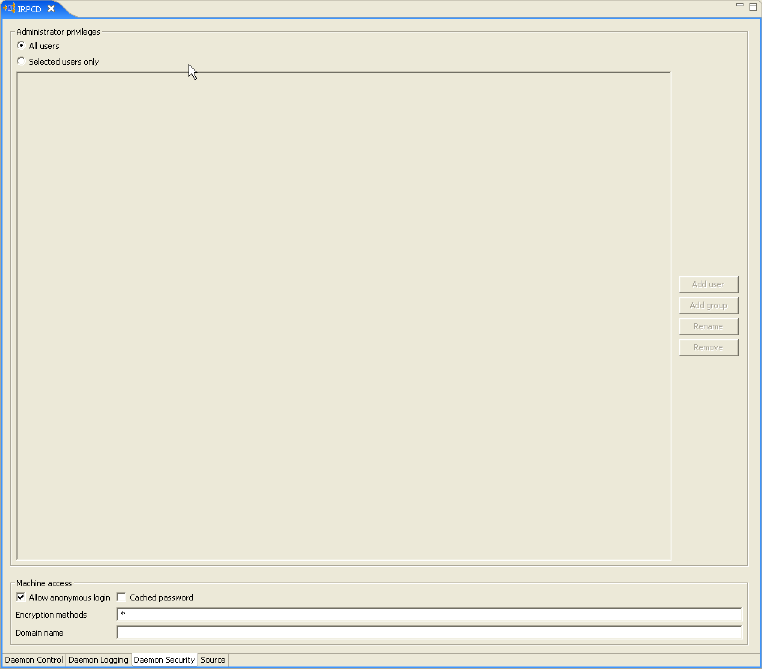 IRPCD
Administrator privileges
All users
Selected users only
Add user
Add group
Rename
Remove
Machine access
Allow anonymous login Cached password
Encryption methods *
Domain name
Daemon Control Daemon Logging Daemon Security Source